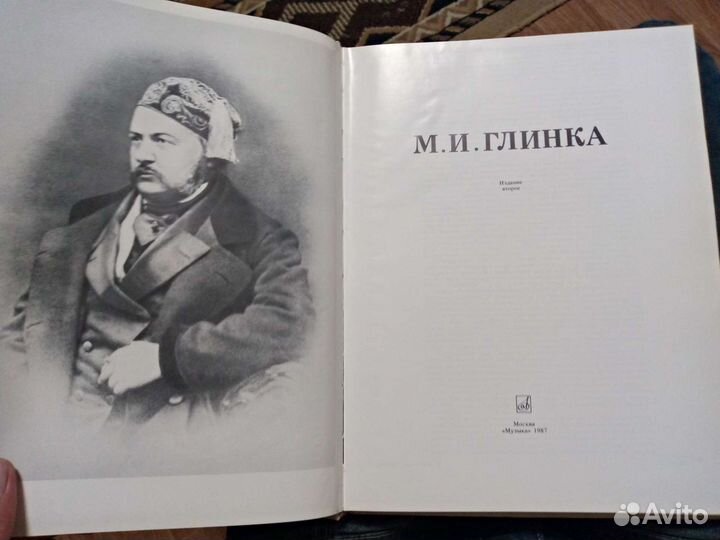 М.И.ГЛИНКА
Издание
второе
Москва
«Музыка» 1987
Avito